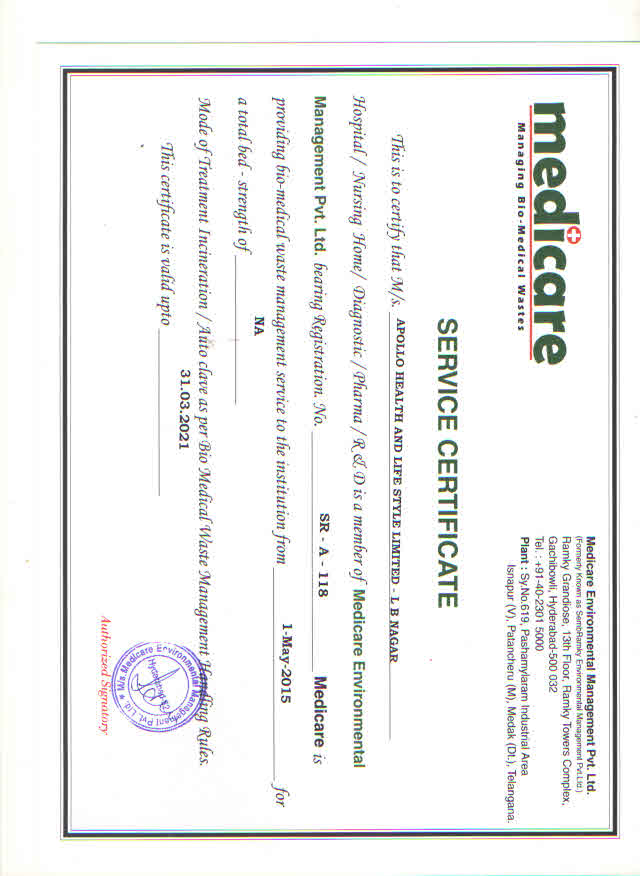 medicare
Managing Bio-Medical Wastes
Medicare Environmental Management Pvt. Ltd.
(Formerly Known as SembRamky Environmental Management Pvt.Ltd.)
Ramky Grandiose, 13th Floor, Ramky Towers Complex,
Gachibowli, Hyderabad-500 032
Tel. : +91-40-2301 5000
Plant : Sy.No.619, Pashamylaram Industrial Area
Isnapur (V), Patancheru (M), Medak (Dt.), Telangana.
SERVICE CERTIFICATE
This is to certify that M/s. APOLLO HEALTH AND LIFE STYLE LIMITED - L B NAGAR
Hospital / Nursing Home/ Diagnostic / Pharma / R & D is a member of Medicare Environmental
Management Pvt. Ltd. bearing Registration. No. SR - A - 118 Medicare is
providing bio-medical waste management service to the institution from 1-May-2015 for
a total bed - strength of NA
Mode of Treatment Incineration / Auto clave as per Bio Medical Waste Management Handling Rules.
This certificate is valid upto 31.03.2021
M/s. Medicare Environmental Management Pvt. Ltd.
Authorized Signatory